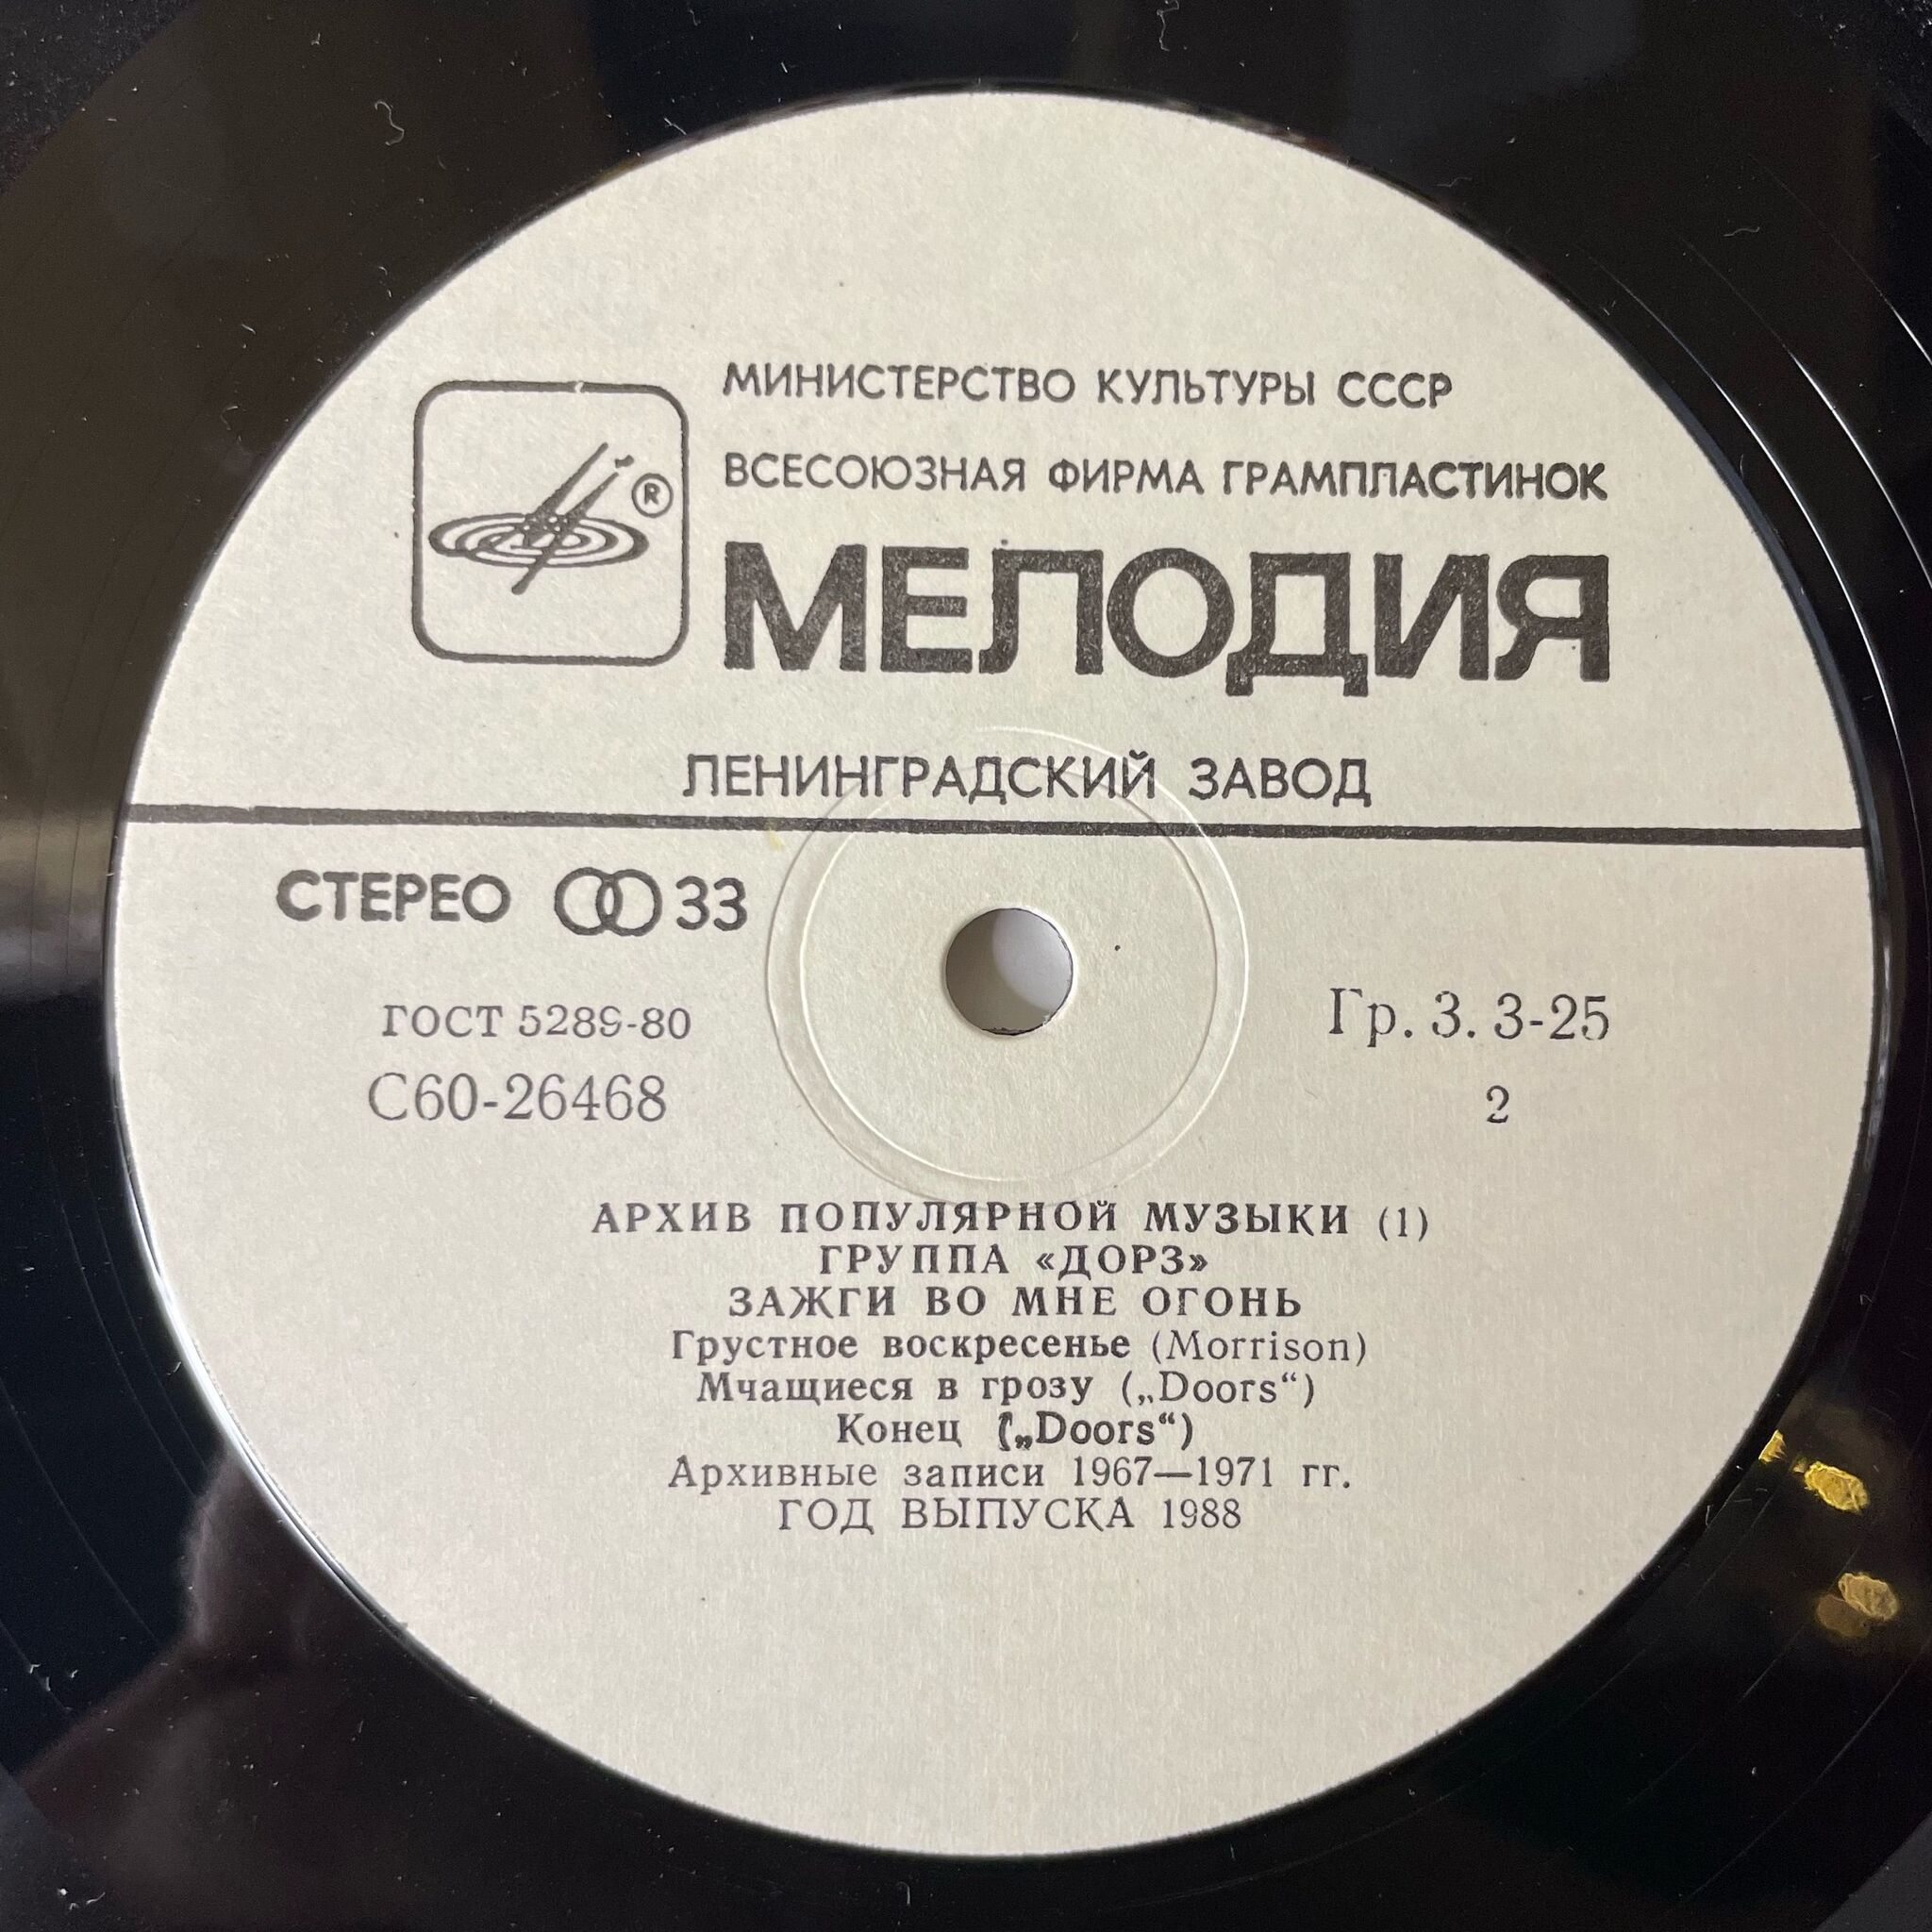 МИНИСТЕРСТВО КУЛЬТУРЫ СССР
ВСЕСОЮЗНАЯ ФИРМА ГРАМПЛАСТИНОК
®
МЕЛОДИЯ
ЛЕНИНГРАДСКИЙ ЗАВОД
СТЕРЕО 33
ГОСТ 5289-80
Гр. 3. 3-25
С60-26468
2
АРХИВ ПОПУЛЯРНОЙ МУЗЫКИ (1)
ГРУППА «ДОРЗ»
ЗАЖГИ ВО МНЕ ОГОНЬ
Грустное воскресенье (Morrison)
Мчащиеся в грозу („Doors“)
Конец („Doors“)
Архивные записи 1967—1971 гг.
ГОД ВЫПУСКА 1988